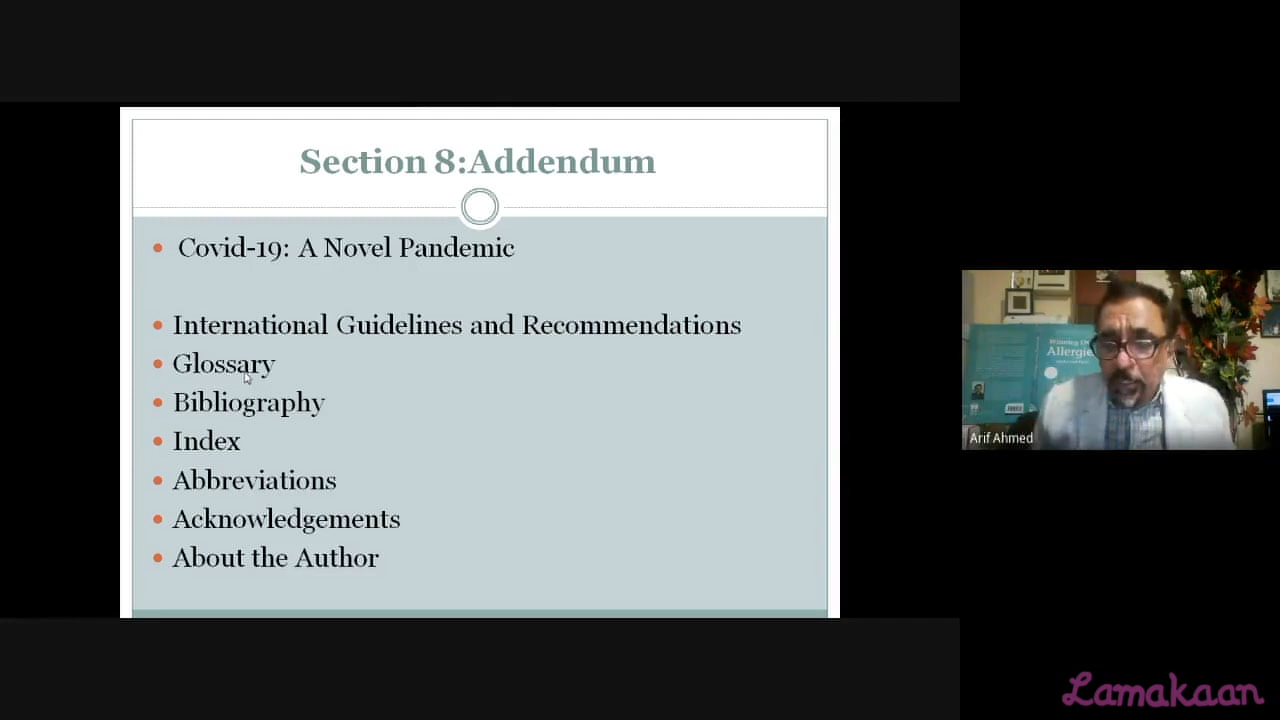 Section 8:Addendum
Covid-19: A Novel Pandemic
International Guidelines and Recommendations
Glossary
Bibliography
Index
Abbreviations
Acknowledgements
About the Author
Allergie
Arif Ahmed
Lamakaan